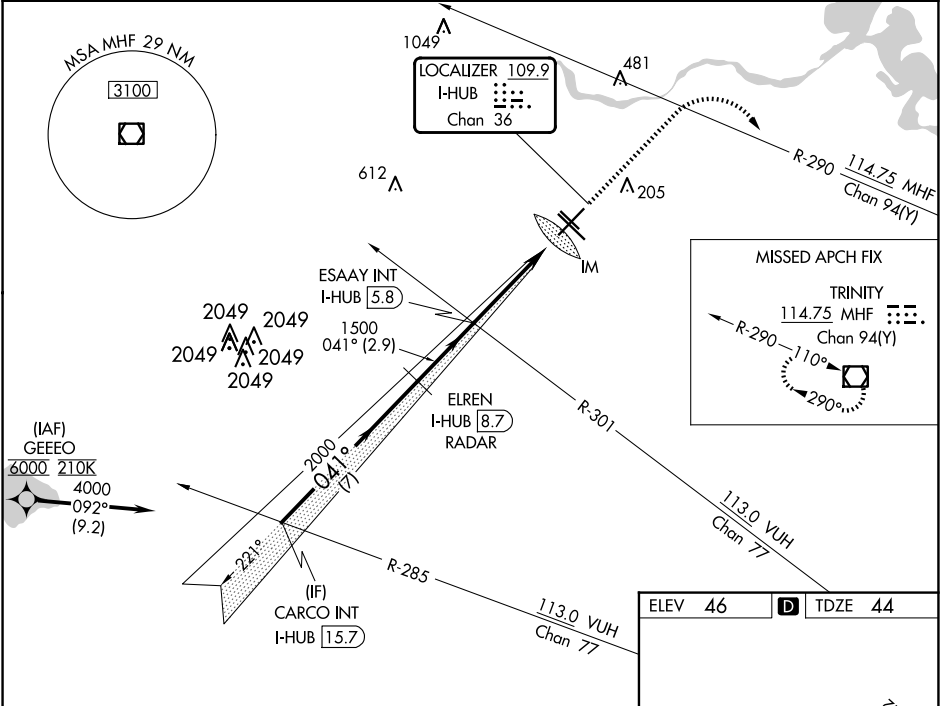 MSA MHF 29 NM
3100
1049
LOCALIZER 109.9
I-HUB
Chan 36
481
R-290
114.75 MHF
Chan 94(Y)
612
205
IM
ESAAY INT
I-HUB 5.8
1500
041° (2.9)
2049
2049
2049
2049
2049
ELREN
I-HUB 8.7
RADAR
MISSED APCH FIX
TRINITY
114.75 MHF
Chan 94(Y)
R-290
110°
290°
R-301
113.0 VUH
Chan 77
(IAF)
GEEEO
6000 210K
4000
092°
(9.2)
2000
041°
(7)
221°
(IF)
CARCO INT
I-HUB 15.7
R-285
113.0 VUH
Chan 77
ELEV 46
D
TDZE 44